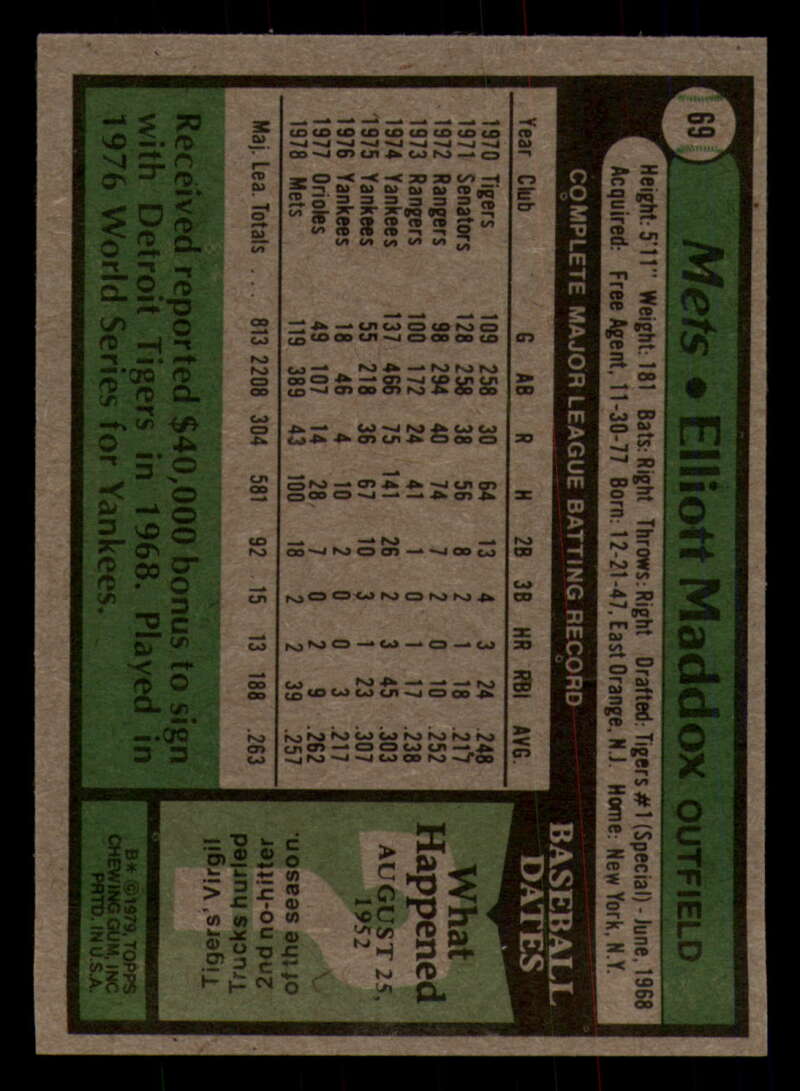 69
Mets • Elliott Maddox OUTFIELD
Height: 5'11" Weight: 181 Bats: Right Throws: Right Drafted: Tigers #1 (Special) - June, 1968
Acquired: Free Agent, 11-30-77 Born: 12-21-47, East Orange, N.J. Home: New York, N.Y.
COMPLETE MAJOR LEAGUE BATTING RECORD
Year Club G AB R H 2B 3B HR RBI AVG.
1970 Tigers 109 258 30 64 13 4 3 24 .248
1971 Senators 128 258 38 56 8 2 1 18 .217
1972 Rangers 98 294 40 74 7 2 0 10 .252
1973 Rangers 100 172 24 41 1 0 1 17 .238
1974 Yankees 137 466 75 141 26 2 3 45 .303
1975 Yankees 55 218 36 67 10 3 1 23 .307
1976 Yankees 18 46 4 10 2 0 0 3 .217
1977 Orioles 49 107 14 28 7 0 2 9 .262
1978 Mets 119 389 43 100 18 2 2 39 .257
Maj. Lea. Totals . . . 813 2208 304 581 92 15 13 188 .263
Received reported $40,000 bonus to sign
with Detroit Tigers in 1968. Played in
1976 World Series for Yankees.
BASEBALL
DATES
What
Happened
AUGUST 25,
1952
Tigers' Virgil
Trucks hurled
2nd no-hitter
of the season.
B* ©1979, TOPPS
CHEWING GUM, INC
PRTD. IN U.S.A.